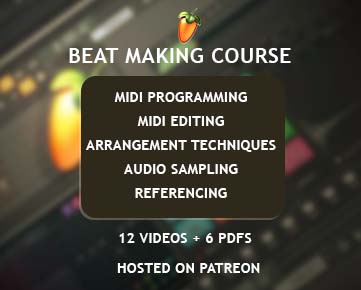 BEAT MAKING COURSE
MIDI PROGRAMMING
MIDI EDITING
ARRANGEMENT TECHNIQUES
AUDIO SAMPLING
REFERENCING
12 VIDEOS + 6 PDFS
HOSTED ON PATREON